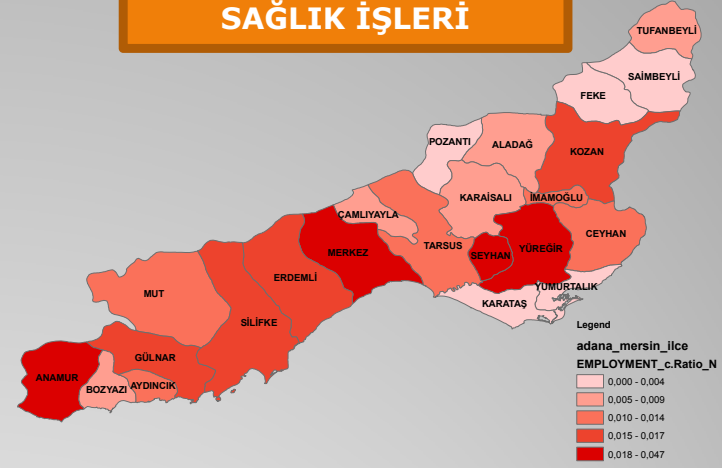 SAĞLIK İŞLERİ
TUFANBEYLİ
SAİMBEYLİ
FEKE
POZANTI
ALADAĞ
KOZAN
KARAİSALI
İMAMOĞLU
ÇAMLIYAYLA
CEYHAN
TARSUS
YÜREĞİR
MERKEZ
SEYHAN
ERDEMLİ
YUMURTALIK
MUT
KARATAŞ
SİLİFKE
GÜLNAR
ANAMUR
BOZYAZI
AYDINCIK
Legend
adana_mersin_ilce
EMPLOYMENT_c.Ratio_N
0,000 - 0,004
0,005 - 0,009
0,010 - 0,014
0,015 - 0,017
0,018 - 0,047